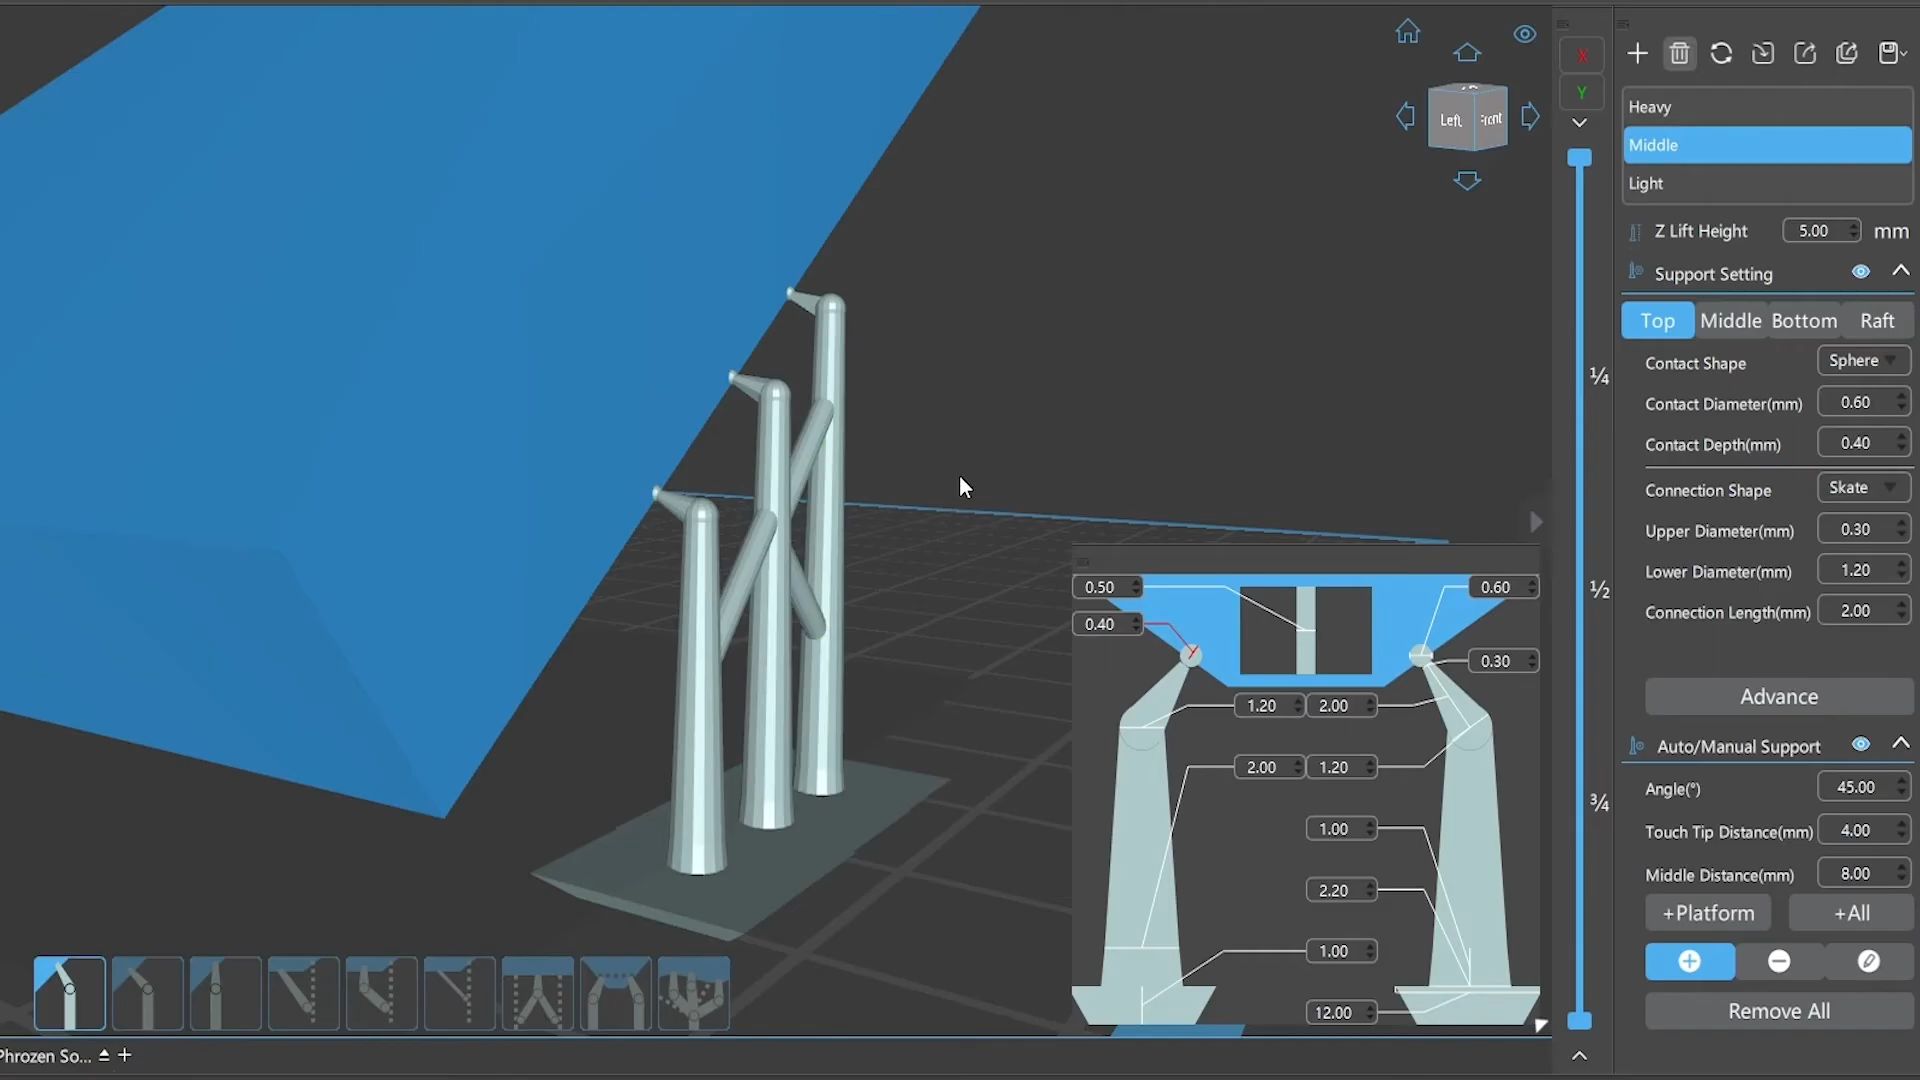 X
Y
Left
Front
Heavy
Middle
Light
Z Lift Height 5.00 mm
Support Setting
Top Middle Bottom Raft
Contact Shape Sphere
Contact Diameter(mm) 0.60
Contact Depth(mm) 0.40
Connection Shape Skate
Upper Diameter(mm) 0.30
Lower Diameter(mm) 1.20
Connection Length(mm) 2.00
Advance
Auto/Manual Support
Angle(°) 45.00
Touch Tip Distance(mm) 4.00
Middle Distance(mm) 8.00
+Platform +All
Remove All
¼
½
¾
0.50 0.60
0.40
0.30
1.20 2.00
2.00 1.20
1.00
2.20
1.00
12.00
Phrozen So...